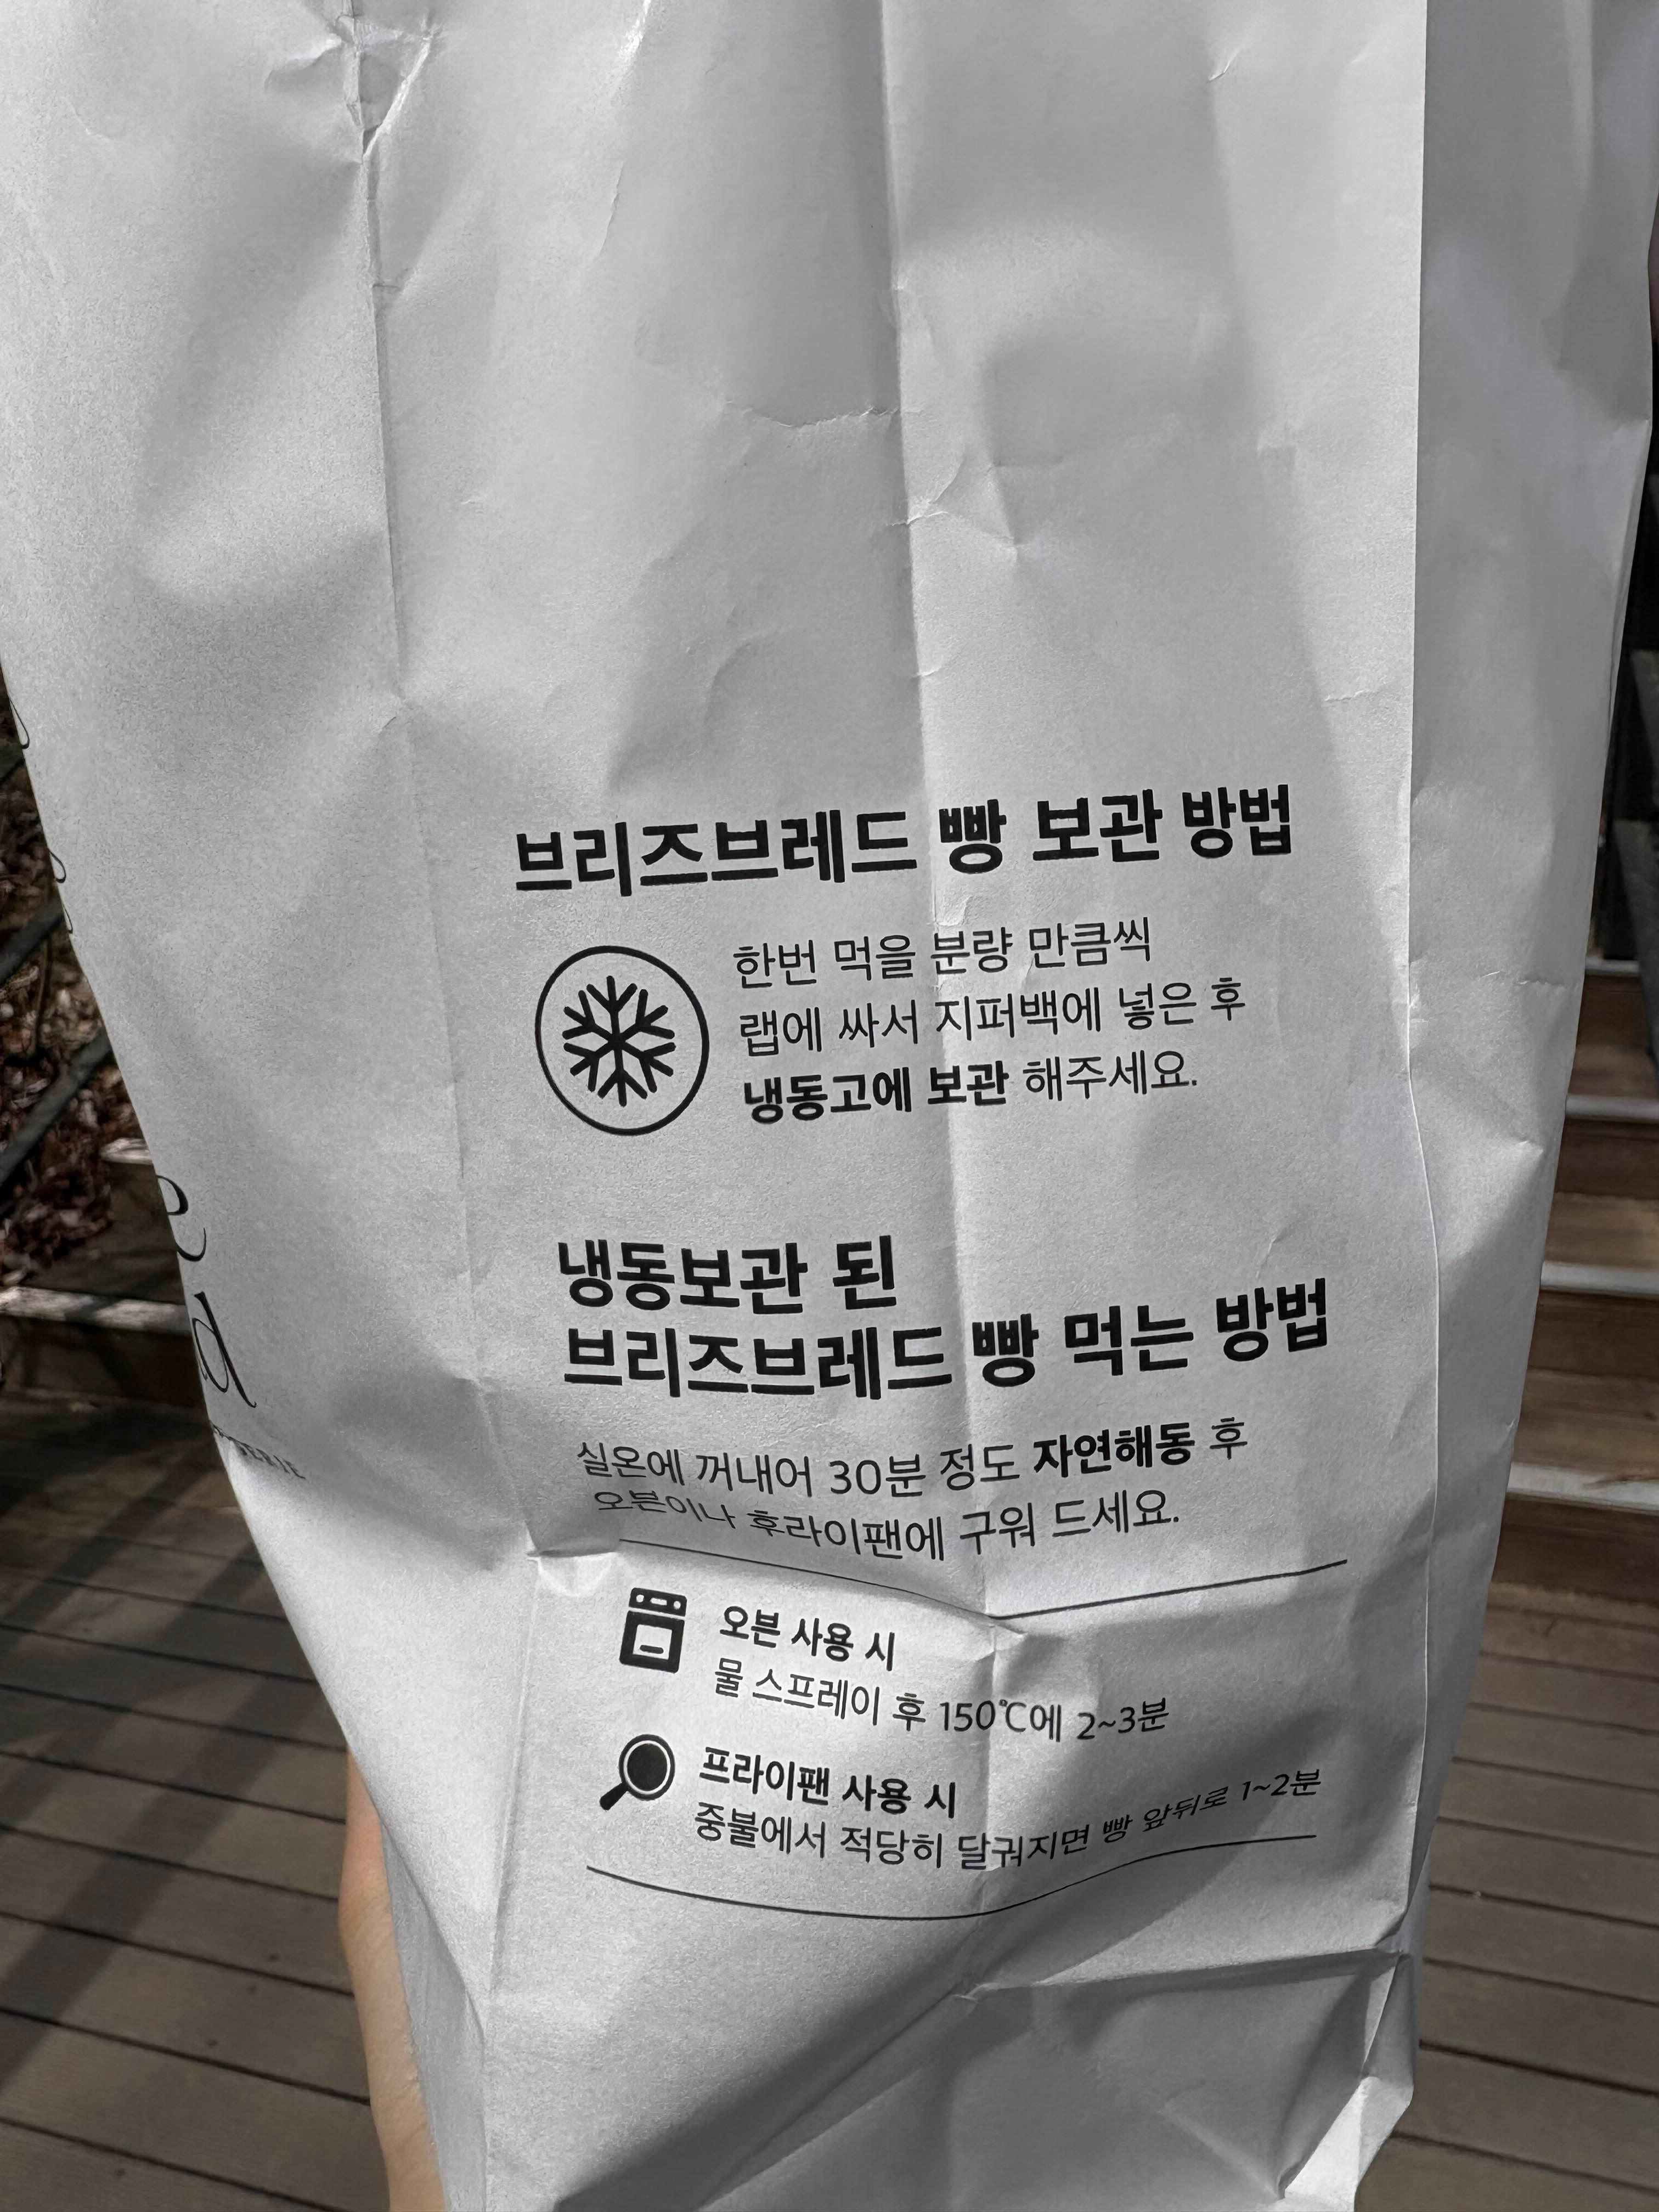 브리즈브레드 빵 보관 방법
한번 먹을 분량 만큼씩
랩에 싸서 지퍼백에 넣은 후
냉동고에 보관 해주세요.
냉동보관 된
브리즈브레드 빵 먹는 방법
실온에 꺼내어 30분 정도 자연해동 후
오븐이나 후라이팬에 구워 드세요.
오븐 사용 시
물 스프레이 후 150℃에 2~3분
프라이팬 사용 시
중불에서 적당히 달궈지면 빵 앞뒤로 1~2분